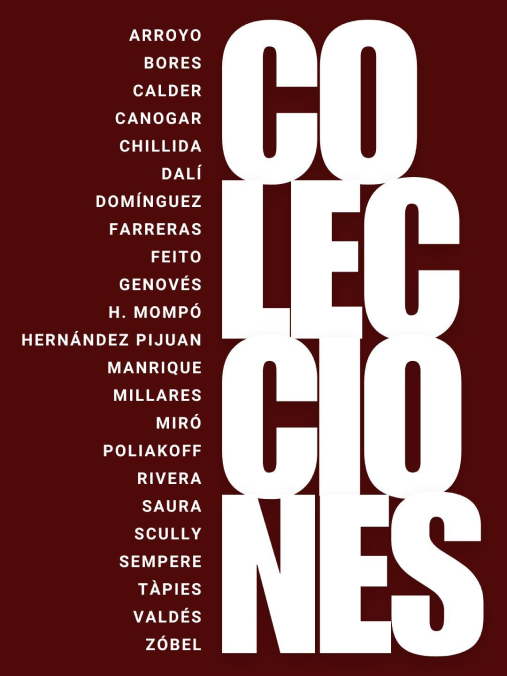 ARROYO
BORES
CALDER
CANOGAR
CHILLIDA
DALÍ
DOMÍNGUEZ
FARRERAS
FEITO
GENOVÉS
H. MOMPÓ
HERNÁNDEZ PIJUAN
MANRIQUE
MILLARES
MIRÓ
POLIAKOFF
RIVERA
SAURA
SCULLY
SEMPERE
TÀPIES
VALDÉS
ZÓBEL
CO
LEC
CIO
NES